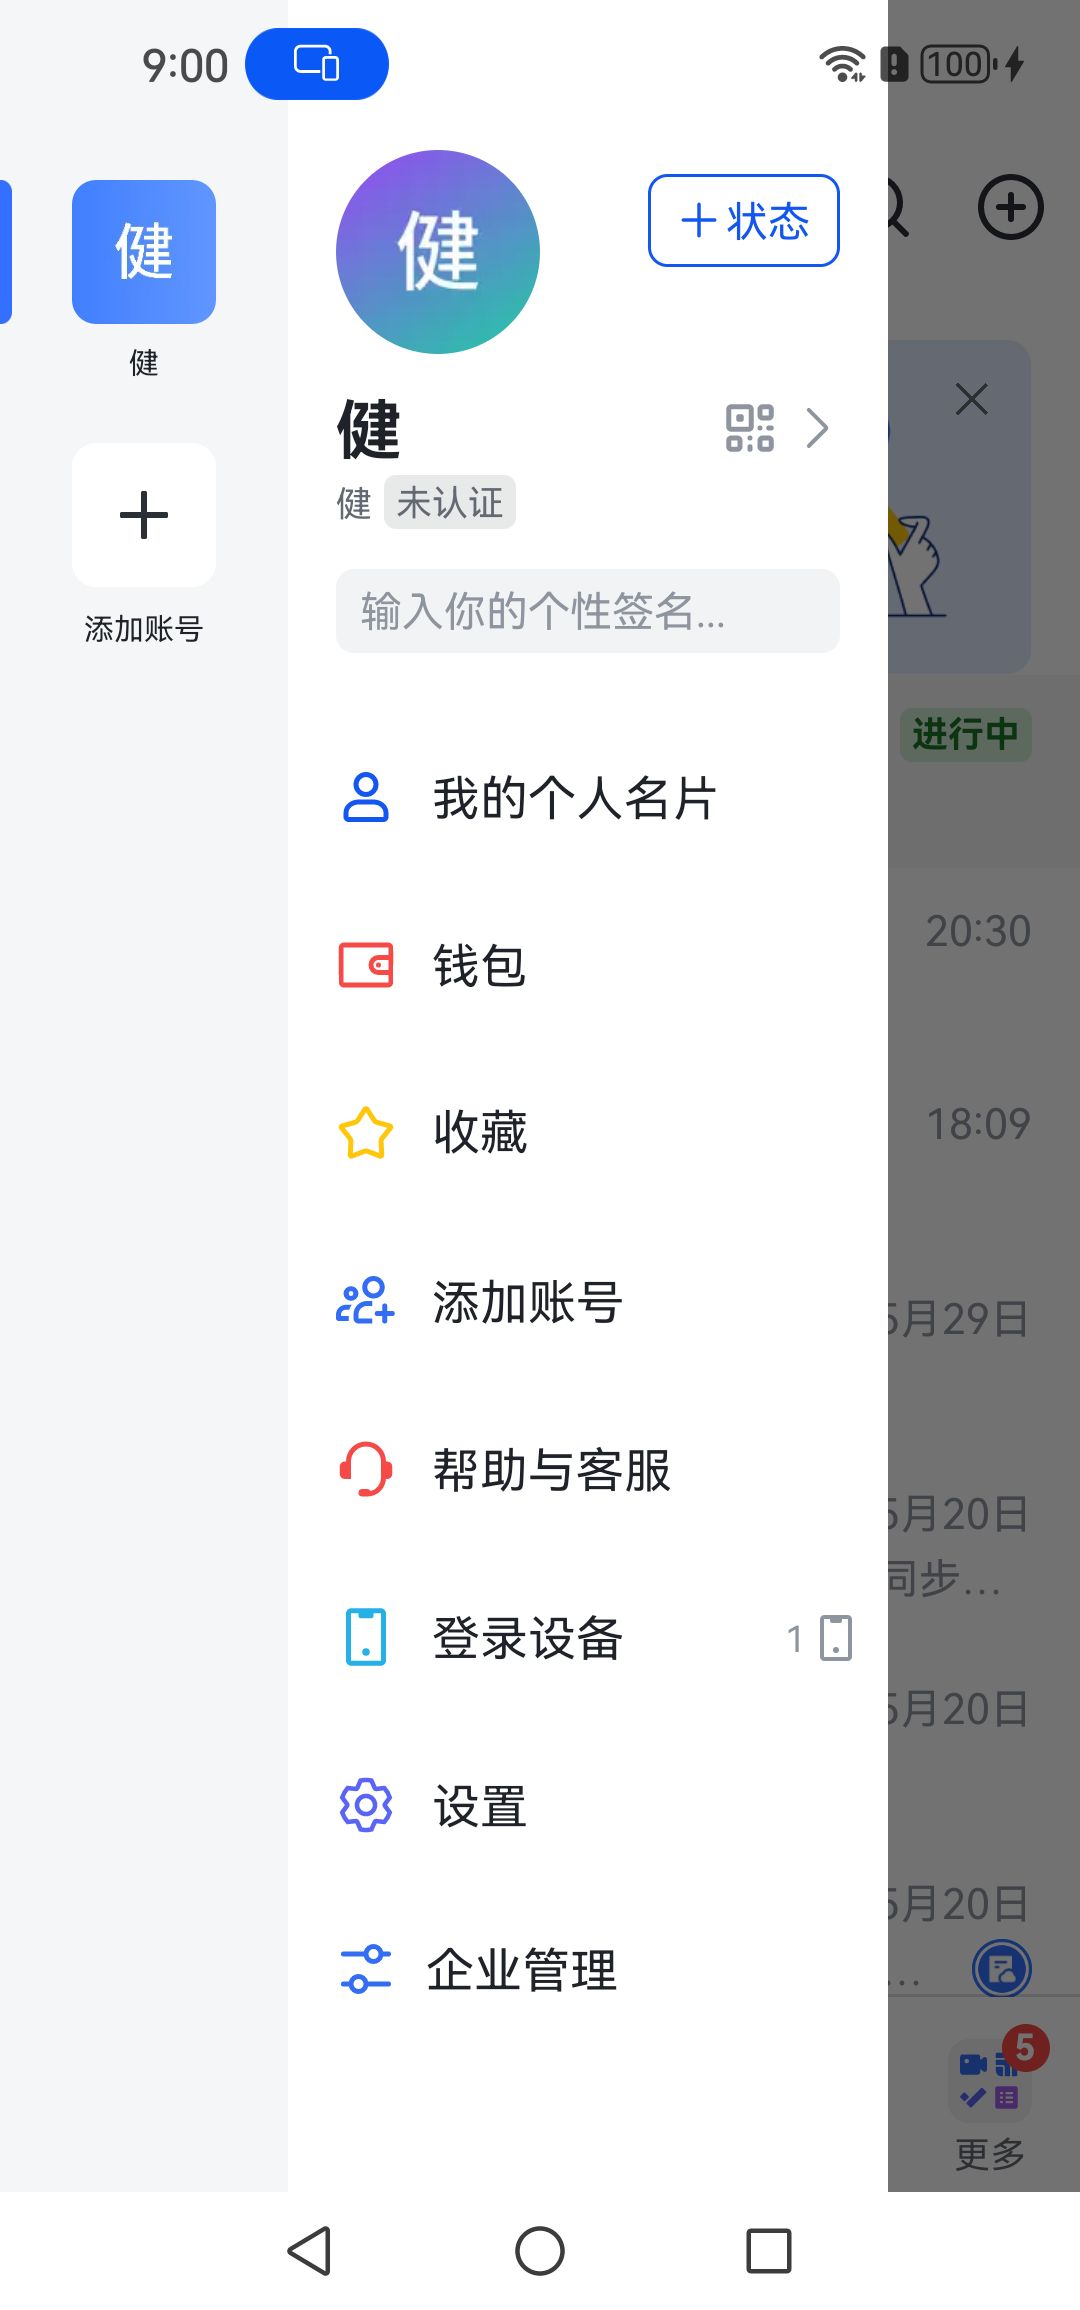 9:00
100
健
健
添加账号
健
状态
健
健 未认证
输入你的个性签名...
我的个人名片
钱包
收藏
添加账号
帮助与客服
登录设备 1
设置
企业管理
进行中
20:30
18:09
5月29日
5月20日
同步...
5月20日
5月20日
...
5
更多